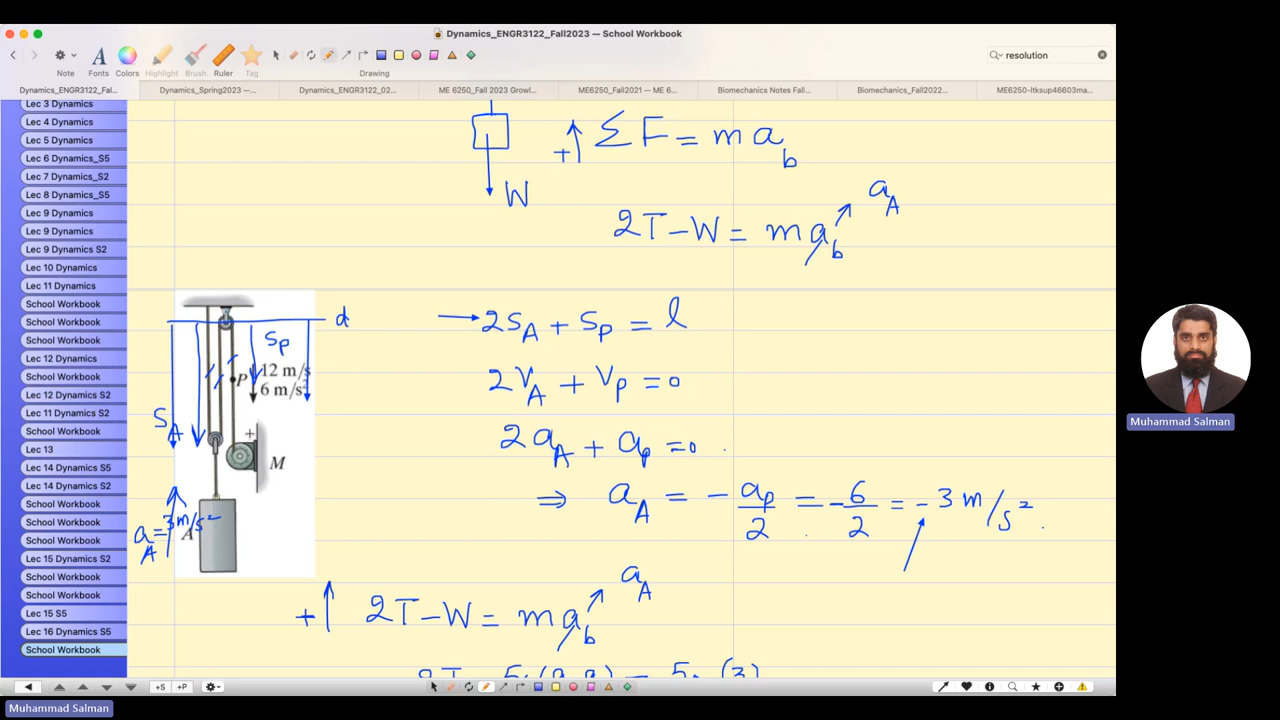 Dynamics_ENGR3122_Fall2023 — School Workbook
Note
Fonts
Colors
Highlight
Brush
Ruler
Tag
Drawing
resolution
Dynamics_ENGR3122_Fal...
Dynamics_Spring2023 —...
Dynamics_ENGR3122_02...
ME 6250_Fall 2023 Growl...
ME6250_Fall2021 — ME 6...
Biomechanics Notes Fall...
Biomechanics_Fall2022...
ME6250-ltksup46603ma...
Lec 3 Dynamics
Lec 4 Dynamics
Lec 5 Dynamics
Lec 6 Dynamics_S5
Lec 7 Dynamics_S2
Lec 8 Dynamics_S5
Lec 9 Dynamics
Lec 9 Dynamics
Lec 9 Dynamics S2
Lec 10 Dynamics
Lec 11 Dynamics
School Workbook
School Workbook
School Workbook
Lec 12 Dynamics
School Workbook
Lec 12 Dynamics S2
Lec 11 Dynamics S2
School Workbook
Lec 13
Lec 14 Dynamics S5
Lec 14 Dynamics S2
School Workbook
School Workbook
School Workbook
Lec 15 Dynamics S2
School Workbook
School Workbook
Lec 15 S5
Lec 16 Dynamics S5
School Workbook
W
+↑ ΣF = m a_b
2T – W = m a_b ↗ a_A
d
S_P
S_A
P
12 m/s
6 m/s²
+
M
A
a_A = 3 m/s²
→ 2S_A + S_P = l
2V_A + V_P = 0
2a_A + a_P = 0
⇒ a_A = – a_P/2 = –6/2 = –3 m/s².
+↑ 2T – W = m a_b ↗ a_A
+S
+P
Muhammad Salman
Muhammad Salman